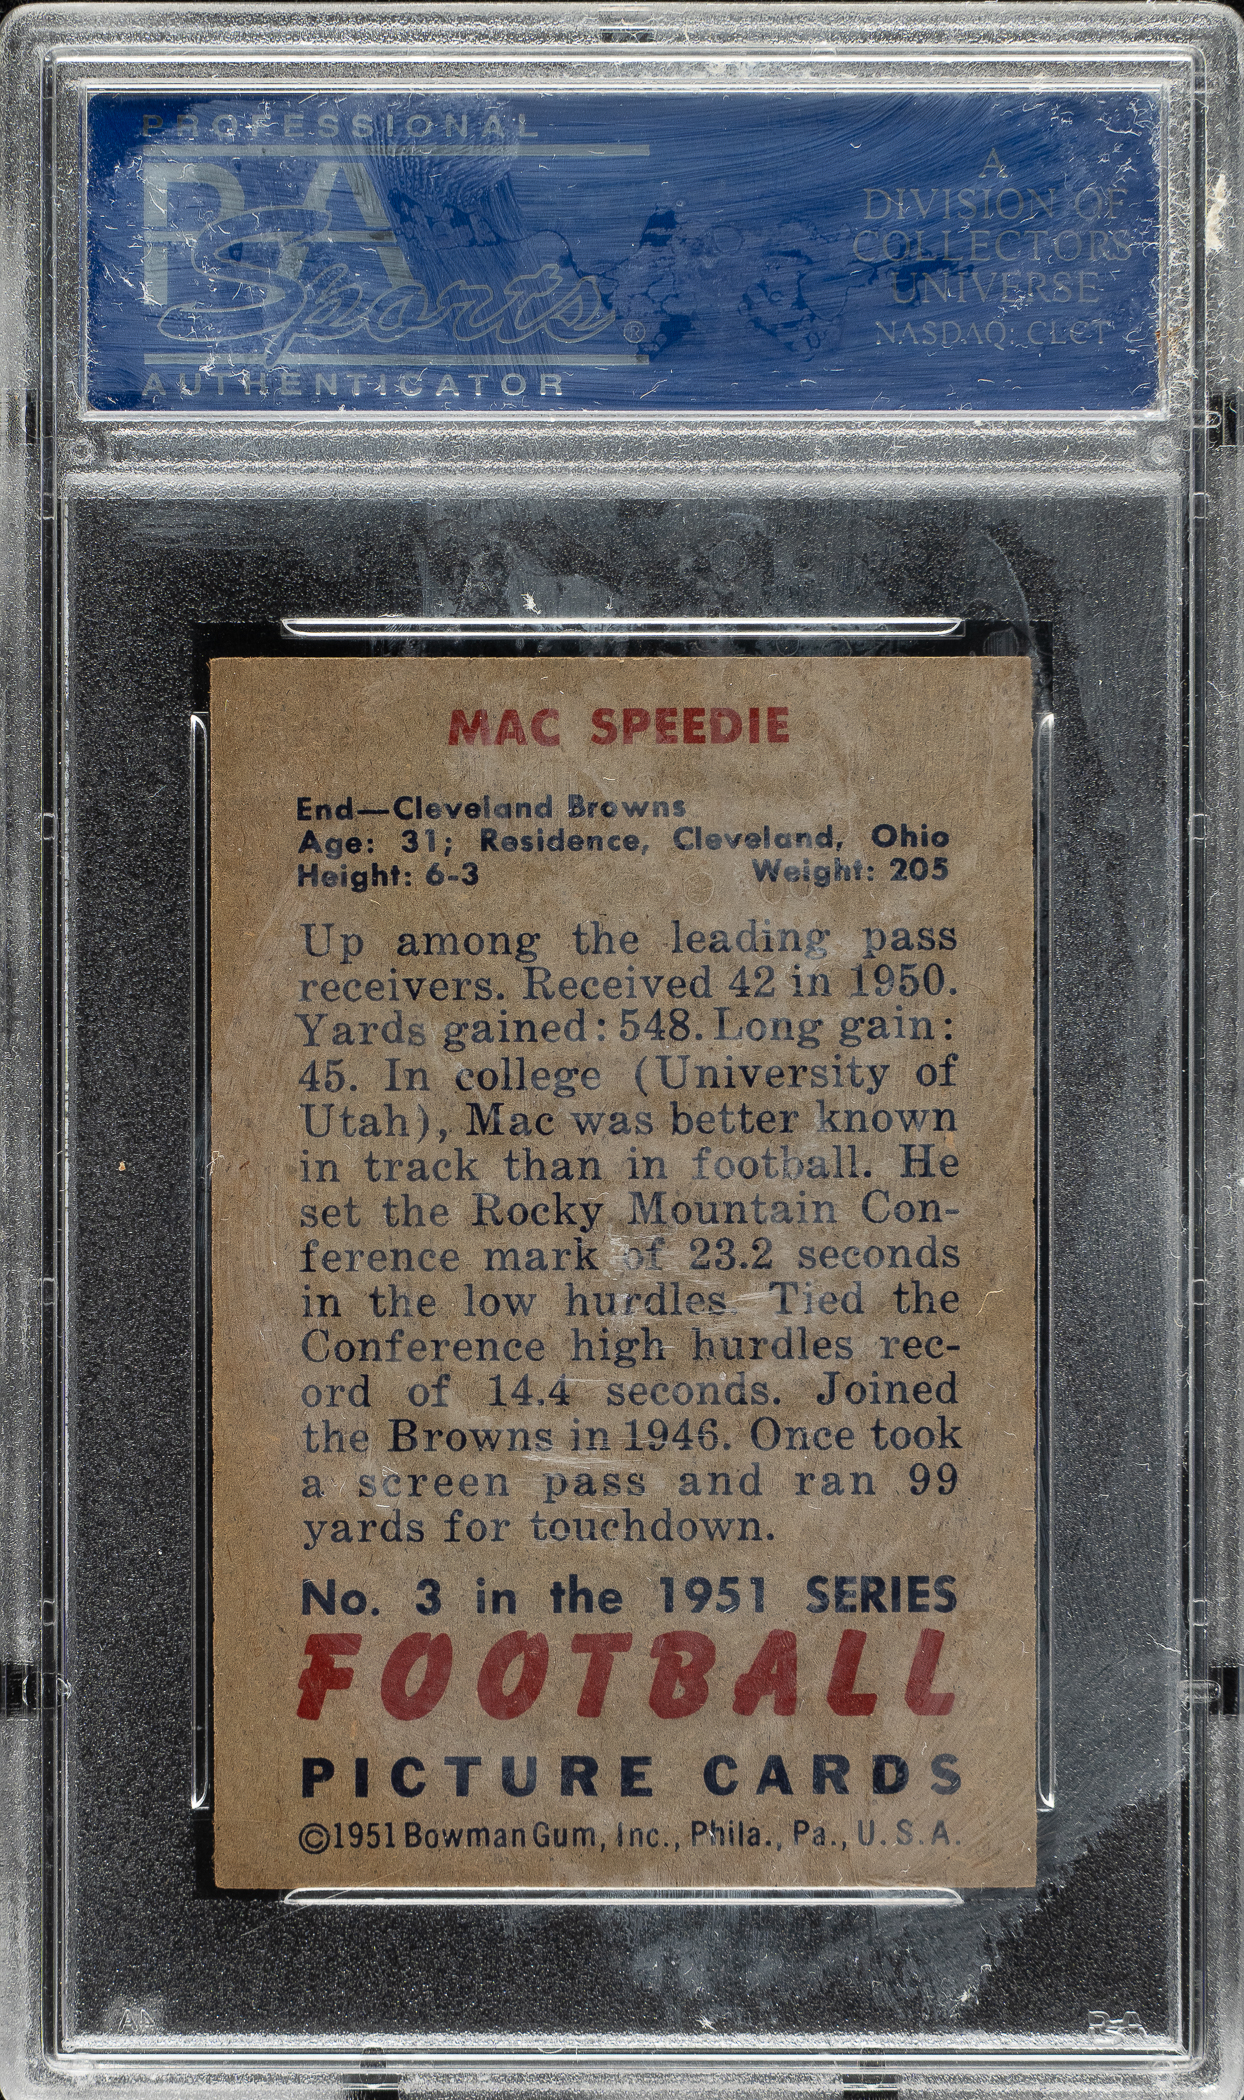 PROFESSIONAL
PSA
Sports®
AUTHENTICATOR
A
DIVISION OF
COLLECTORS
UNIVERSE
NASDAQ: CLCT
MAC SPEEDIE
End—Cleveland Browns
Age: 31; Residence, Cleveland, Ohio
Height: 6-3 Weight: 205
Up among the leading pass
receivers. Received 42 in 1950.
Yards gained: 548. Long gain:
45. In college (University of
Utah), Mac was better known
in track than in football. He
set the Rocky Mountain Con-
ference mark of 23.2 seconds
in the low hurdles. Tied the
Conference high hurdles rec-
ord of 14.4 seconds. Joined
the Browns in 1946. Once took
a screen pass and ran 99
yards for touchdown.
No. 3 in the 1951 SERIES
FOOTBALL
PICTURE CARDS
©1951 Bowman Gum, Inc., Phila., Pa., U.S.A.